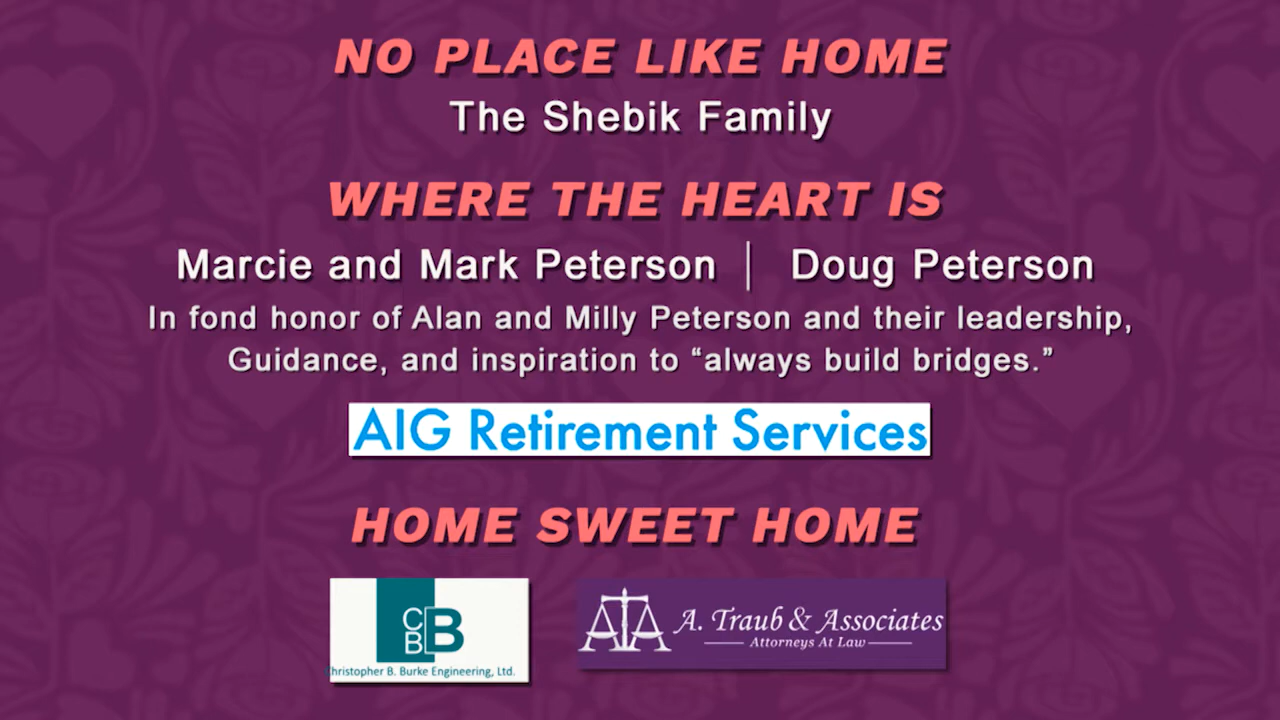 NO PLACE LIKE HOME
The Shebik Family
WHERE THE HEART IS
Marcie and Mark Peterson | Doug Peterson
In fond honor of Alan and Milly Peterson and their leadership,
Guidance, and inspiration to “always build bridges.”
AIG Retirement Services
HOME SWEET HOME
CBBB
hristopher B. Burke Engineering, Ltd.
A. Traub & Associates
Attorneys At Law